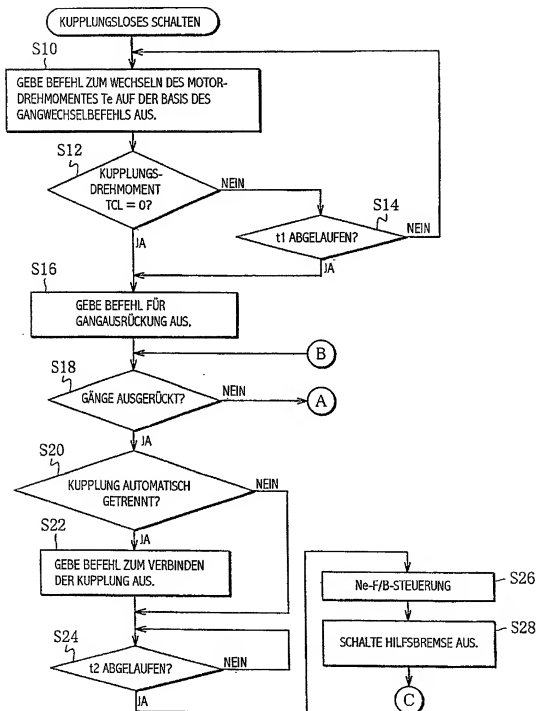 KUPPLUNGSLOSES SCHALTEN
S10
GEBE BEFEHL ZUM WECHSELN DES MOTOR-
DREHMOMENTES Te AUF DER BASIS DES
GANGWECHSELBEFEHLS AUS.
S12
KUPPLUNGS-
DREHMOMENT
TCL = 0?
NEIN
JA
S14
t1 ABGELAUFEN?
NEIN
JA
S16
GEBE BEFEHL FÜR
GANGAUSRÜCKUNG AUS.
B
S18
GÄNGE AUSGERÜCKT?
NEIN
A
JA
S20
KUPPLUNG AUTOMATISCH
GETRENNT?
NEIN
JA
S22
GEBE BEFEHL ZUM VERBINDEN
DER KUPPLUNG AUS.
S24
t2 ABGELAUFEN?
NEIN
JA
Ne-F/B-STEUERUNG
S26
SCHALTE HILFSBREMSE AUS.
S28
C